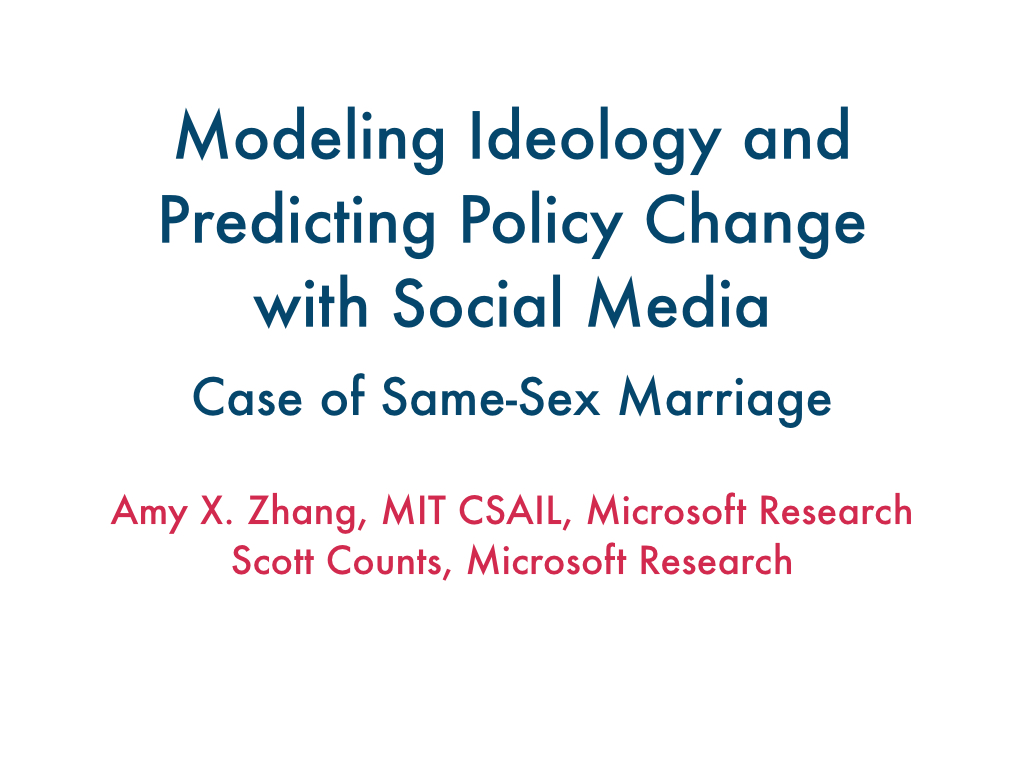 Modeling Ideology and
Predicting Policy Change
with Social Media
Case of Same-Sex Marriage
Amy X. Zhang, MIT CSAIL, Microsoft Research
Scott Counts, Microsoft Research